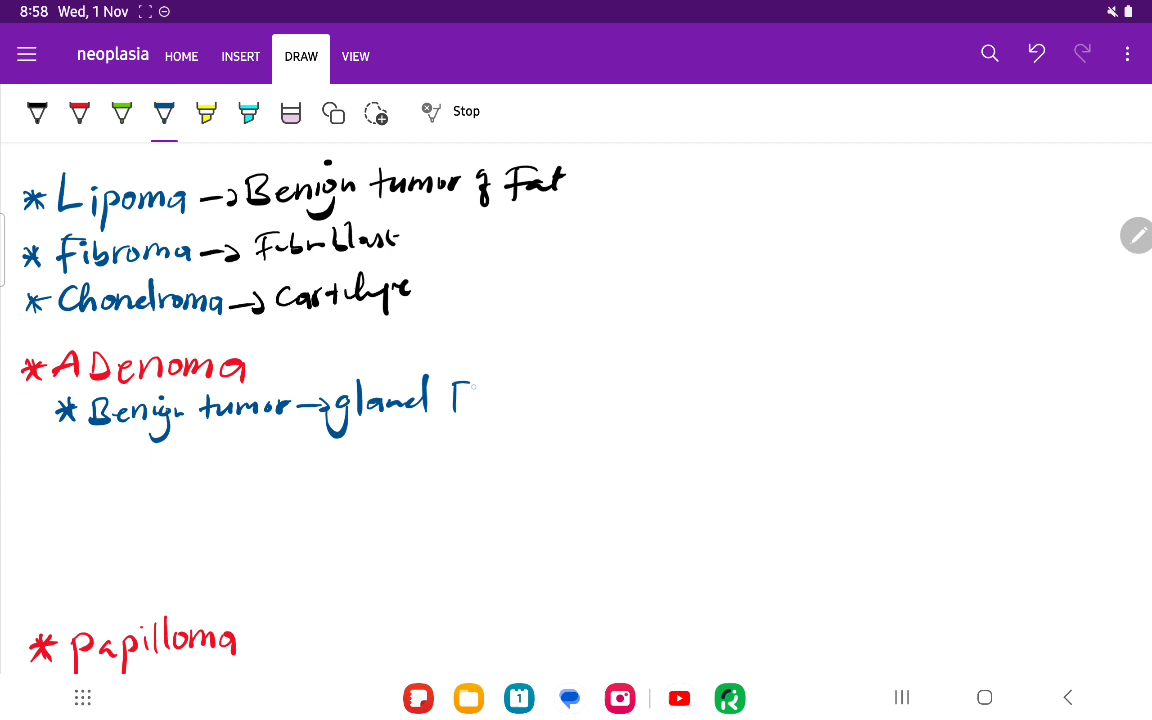 8:58 Wed, 1 Nov
neoplasia HOME INSERT DRAW VIEW
Stop
* Lipoma → Benign tumor of Fat
* Fibroma → Fibroblast
* Chondroma → Cartilage
* ADenoma
* Benign tumor → gland
* Papilloma
1